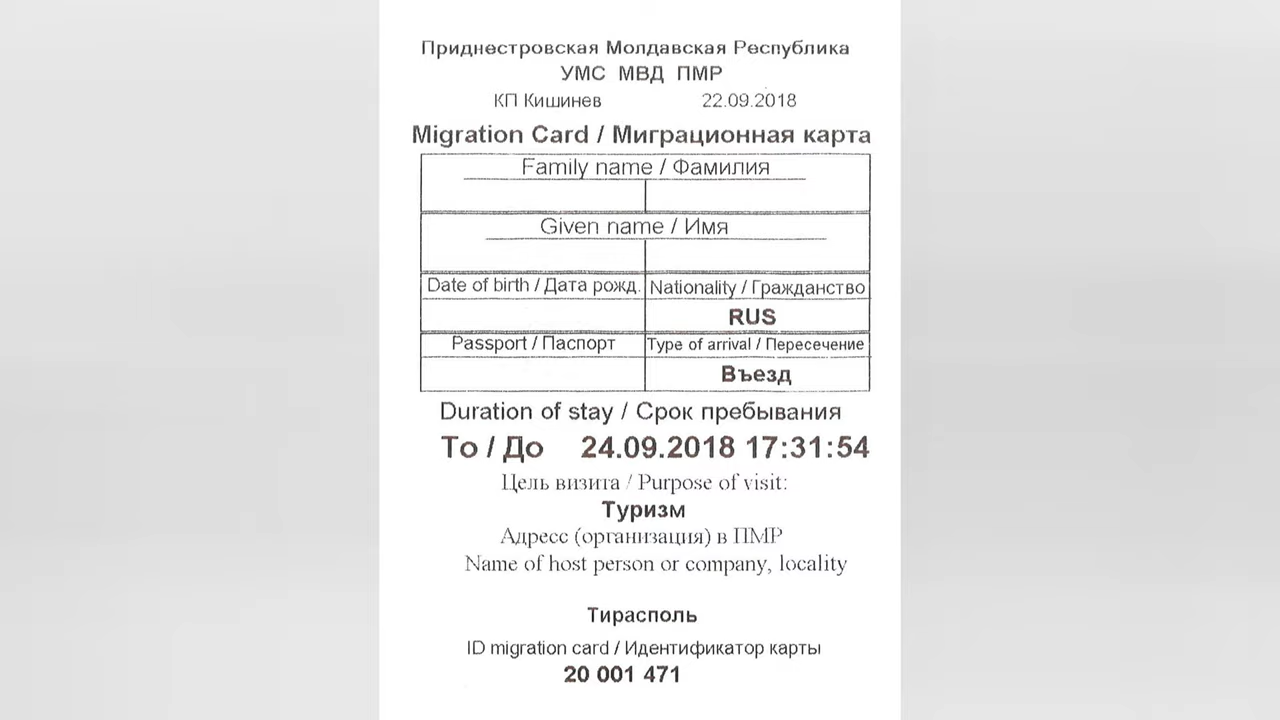 Приднестровская Молдавская Республика
УМС МВД ПМР
КП Кишинев 22.09.2018
Migration Card / Миграционная карта
Family name / Фамилия
Given name / Имя
Date of birth / Дата рожд. Nationality / Гражданство
RUS
Passport / Паспорт Type of arrival / Пересечение
Въезд
Duration of stay / Срок пребывания
To / До 24.09.2018 17:31:54
Цель визита / Purpose of visit:
Туризм
Адресс (организация) в ПМР
Name of host person or company, locality
Тирасполь
ID migration card / Идентификатор карты
20 001 471